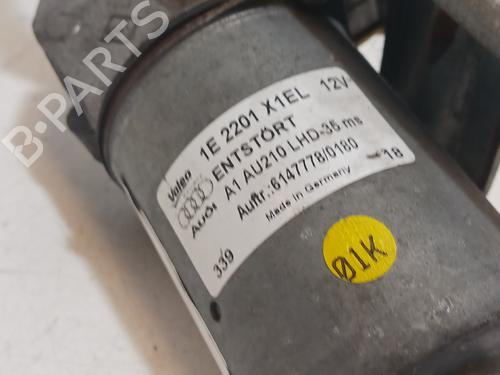 Valeo
1E 2201 X1EL 12V
ENTSTÖRT
Audi
A1 AU210 LHD-35 ms
Auftr.:6147778/0180
18
Made in Germany
339
01K
B-PARTS